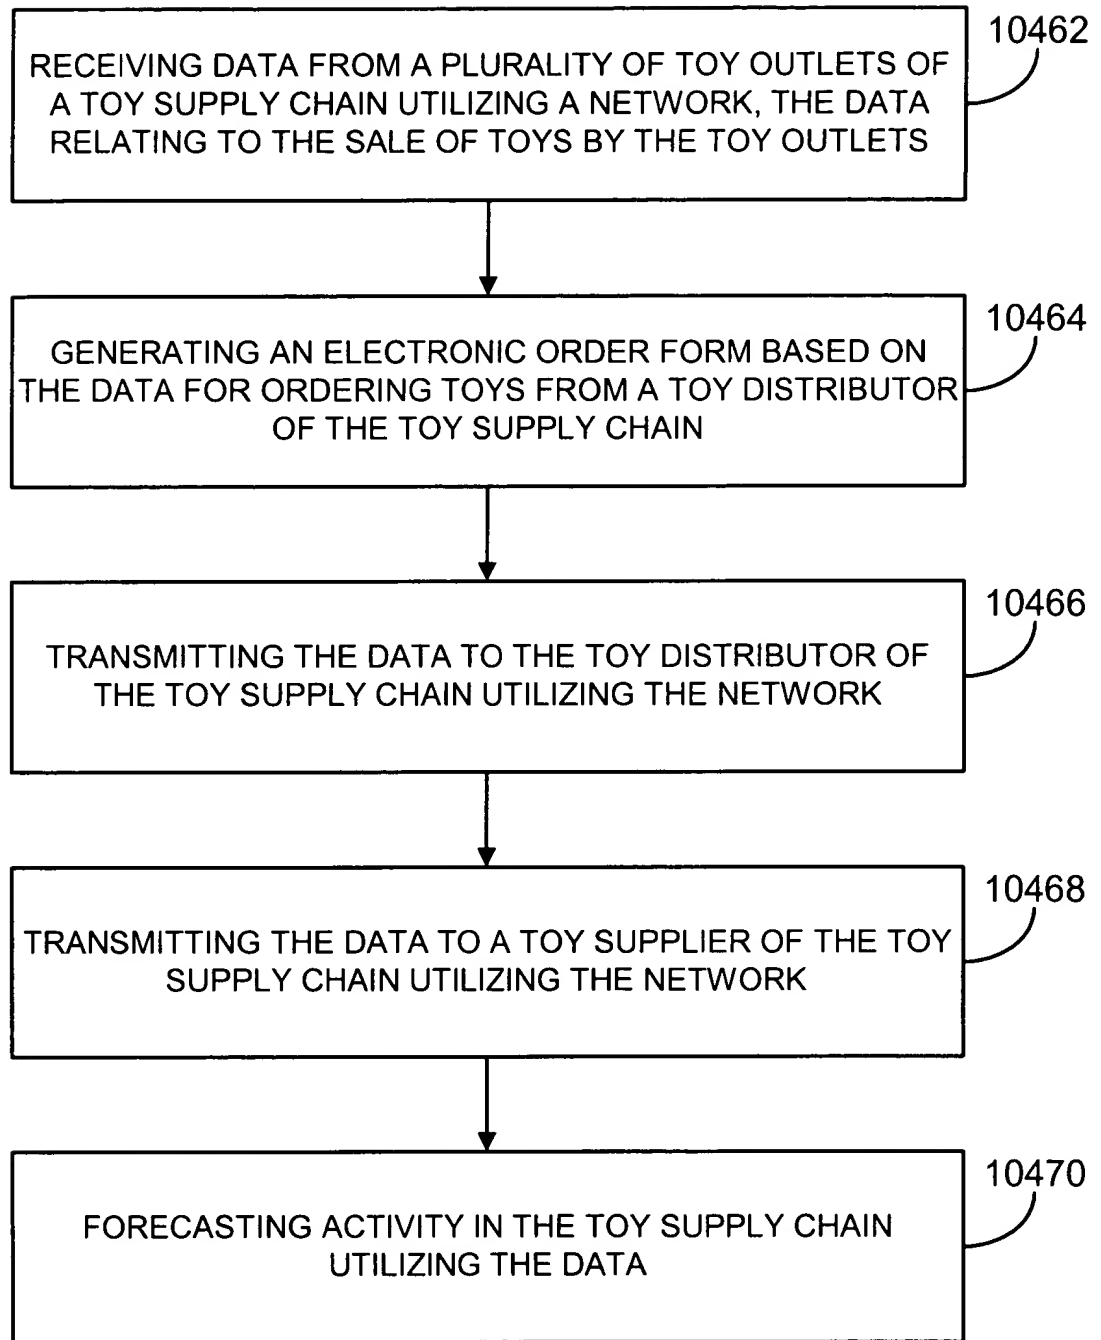 10462
RECEIVING DATA FROM A PLURALITY OF TOY OUTLETS OF
A TOY SUPPLY CHAIN UTILIZING A NETWORK, THE DATA
RELATING TO THE SALE OF TOYS BY THE TOY OUTLETS
10464
GENERATING AN ELECTRONIC ORDER FORM BASED ON
THE DATA FOR ORDERING TOYS FROM A TOY DISTRIBUTOR
OF THE TOY SUPPLY CHAIN
10466
TRANSMITTING THE DATA TO THE TOY DISTRIBUTOR OF
THE TOY SUPPLY CHAIN UTILIZING THE NETWORK
10468
TRANSMITTING THE DATA TO A TOY SUPPLIER OF THE TOY
SUPPLY CHAIN UTILIZING THE NETWORK
10470
FORECASTING ACTIVITY IN THE TOY SUPPLY CHAIN
UTILIZING THE DATA